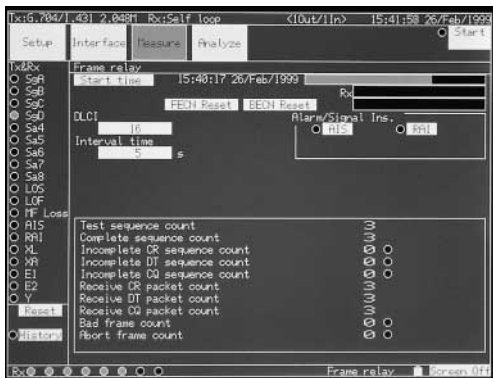 Tx:G.704/I.431 2.048M Rx:Self loop <1Out/1In> 15:41:58 26/Feb/1999
Setup Interface Measure Analyze Start
Tx&Rx
SaA
SaB
SaC
SaD
Sa4
Sa5
Sa6
Sa7
Sa8
LOS
LOF
MF Loss
AIS
RAI
XL
XR
E1
E2
Y
Reset
History
Frame relay
Start time 15:40:17 26/Feb/1999
Rx
FECN Reset BECN Reset
DLCI
16
Interval time
5 s
Alarm/Signal Ins.
AIS RAI
Test sequence count 3
Complete sequence count 3
Incomplete CR sequence count 0
Incomplete DT sequence count 0
Incomplete CQ sequence count 0
Receive CR packet count 3
Receive DT packet count 3
Receive CQ packet count 3
Bad frame count 0
Abort frame count 0
Rx Frame relay Screen Off